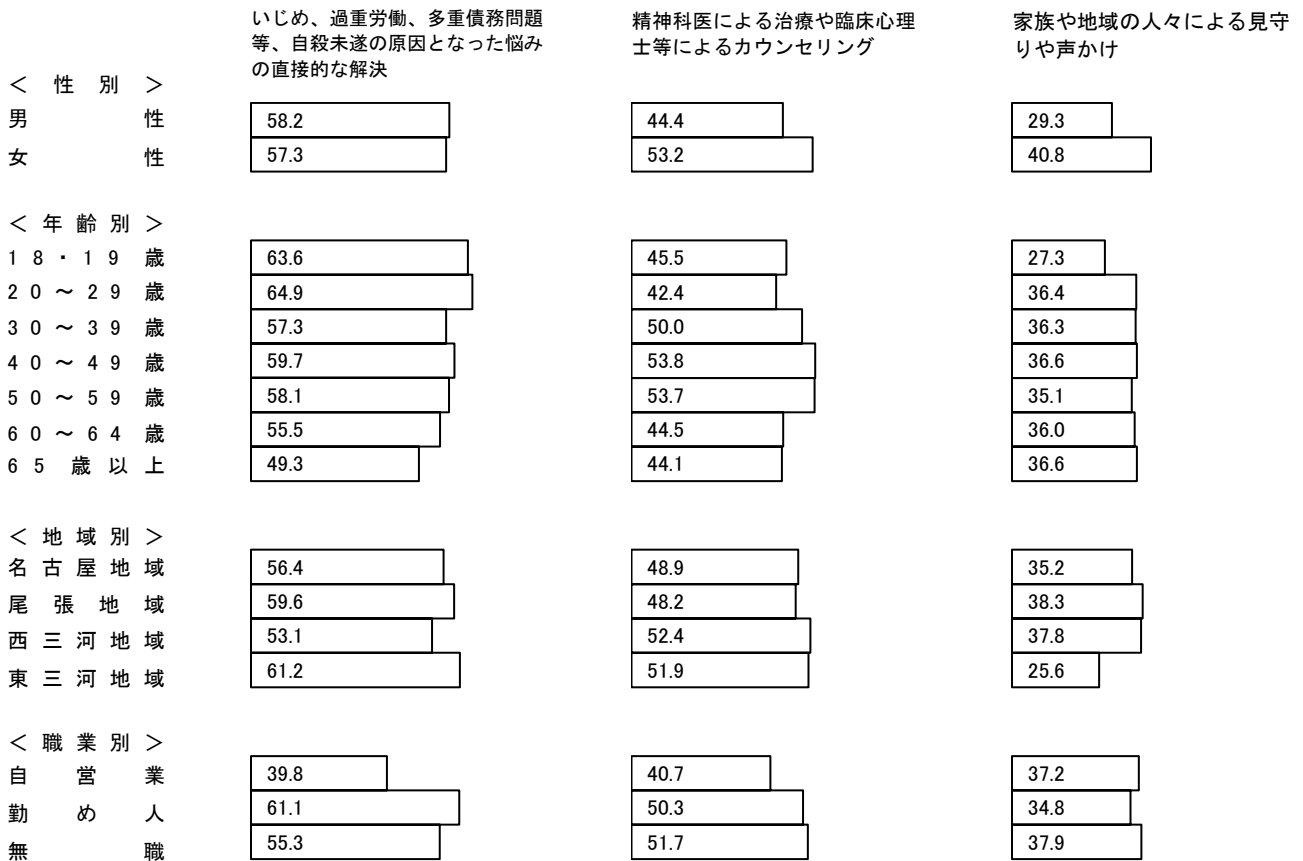 いじめ、過重労働、多重債務問題
等、自殺未遂の原因となった悩み
の直接的な解決
精神科医による治療や臨床心理
士等によるカウンセリング
家族や地域の人々による見守
りや声かけ
＜性別＞
男性 58.2 44.4 29.3
女性 57.3 53.2 40.8
＜年齢別＞
18・19歳 63.6 45.5 27.3
20～29歳 64.9 42.4 36.4
30～39歳 57.3 50.0 36.3
40～49歳 59.7 53.8 36.6
50～59歳 58.1 53.7 35.1
60～64歳 55.5 44.5 36.0
65歳以上 49.3 44.1 36.6
＜地域別＞
名古屋地域 56.4 48.9 35.2
尾張地域 59.6 48.2 38.3
西三河地域 53.1 52.4 37.8
東三河地域 61.2 51.9 25.6
＜職業別＞
自営業 39.8 40.7 37.2
勤め人 61.1 50.3 34.8
無職 55.3 51.7 37.9